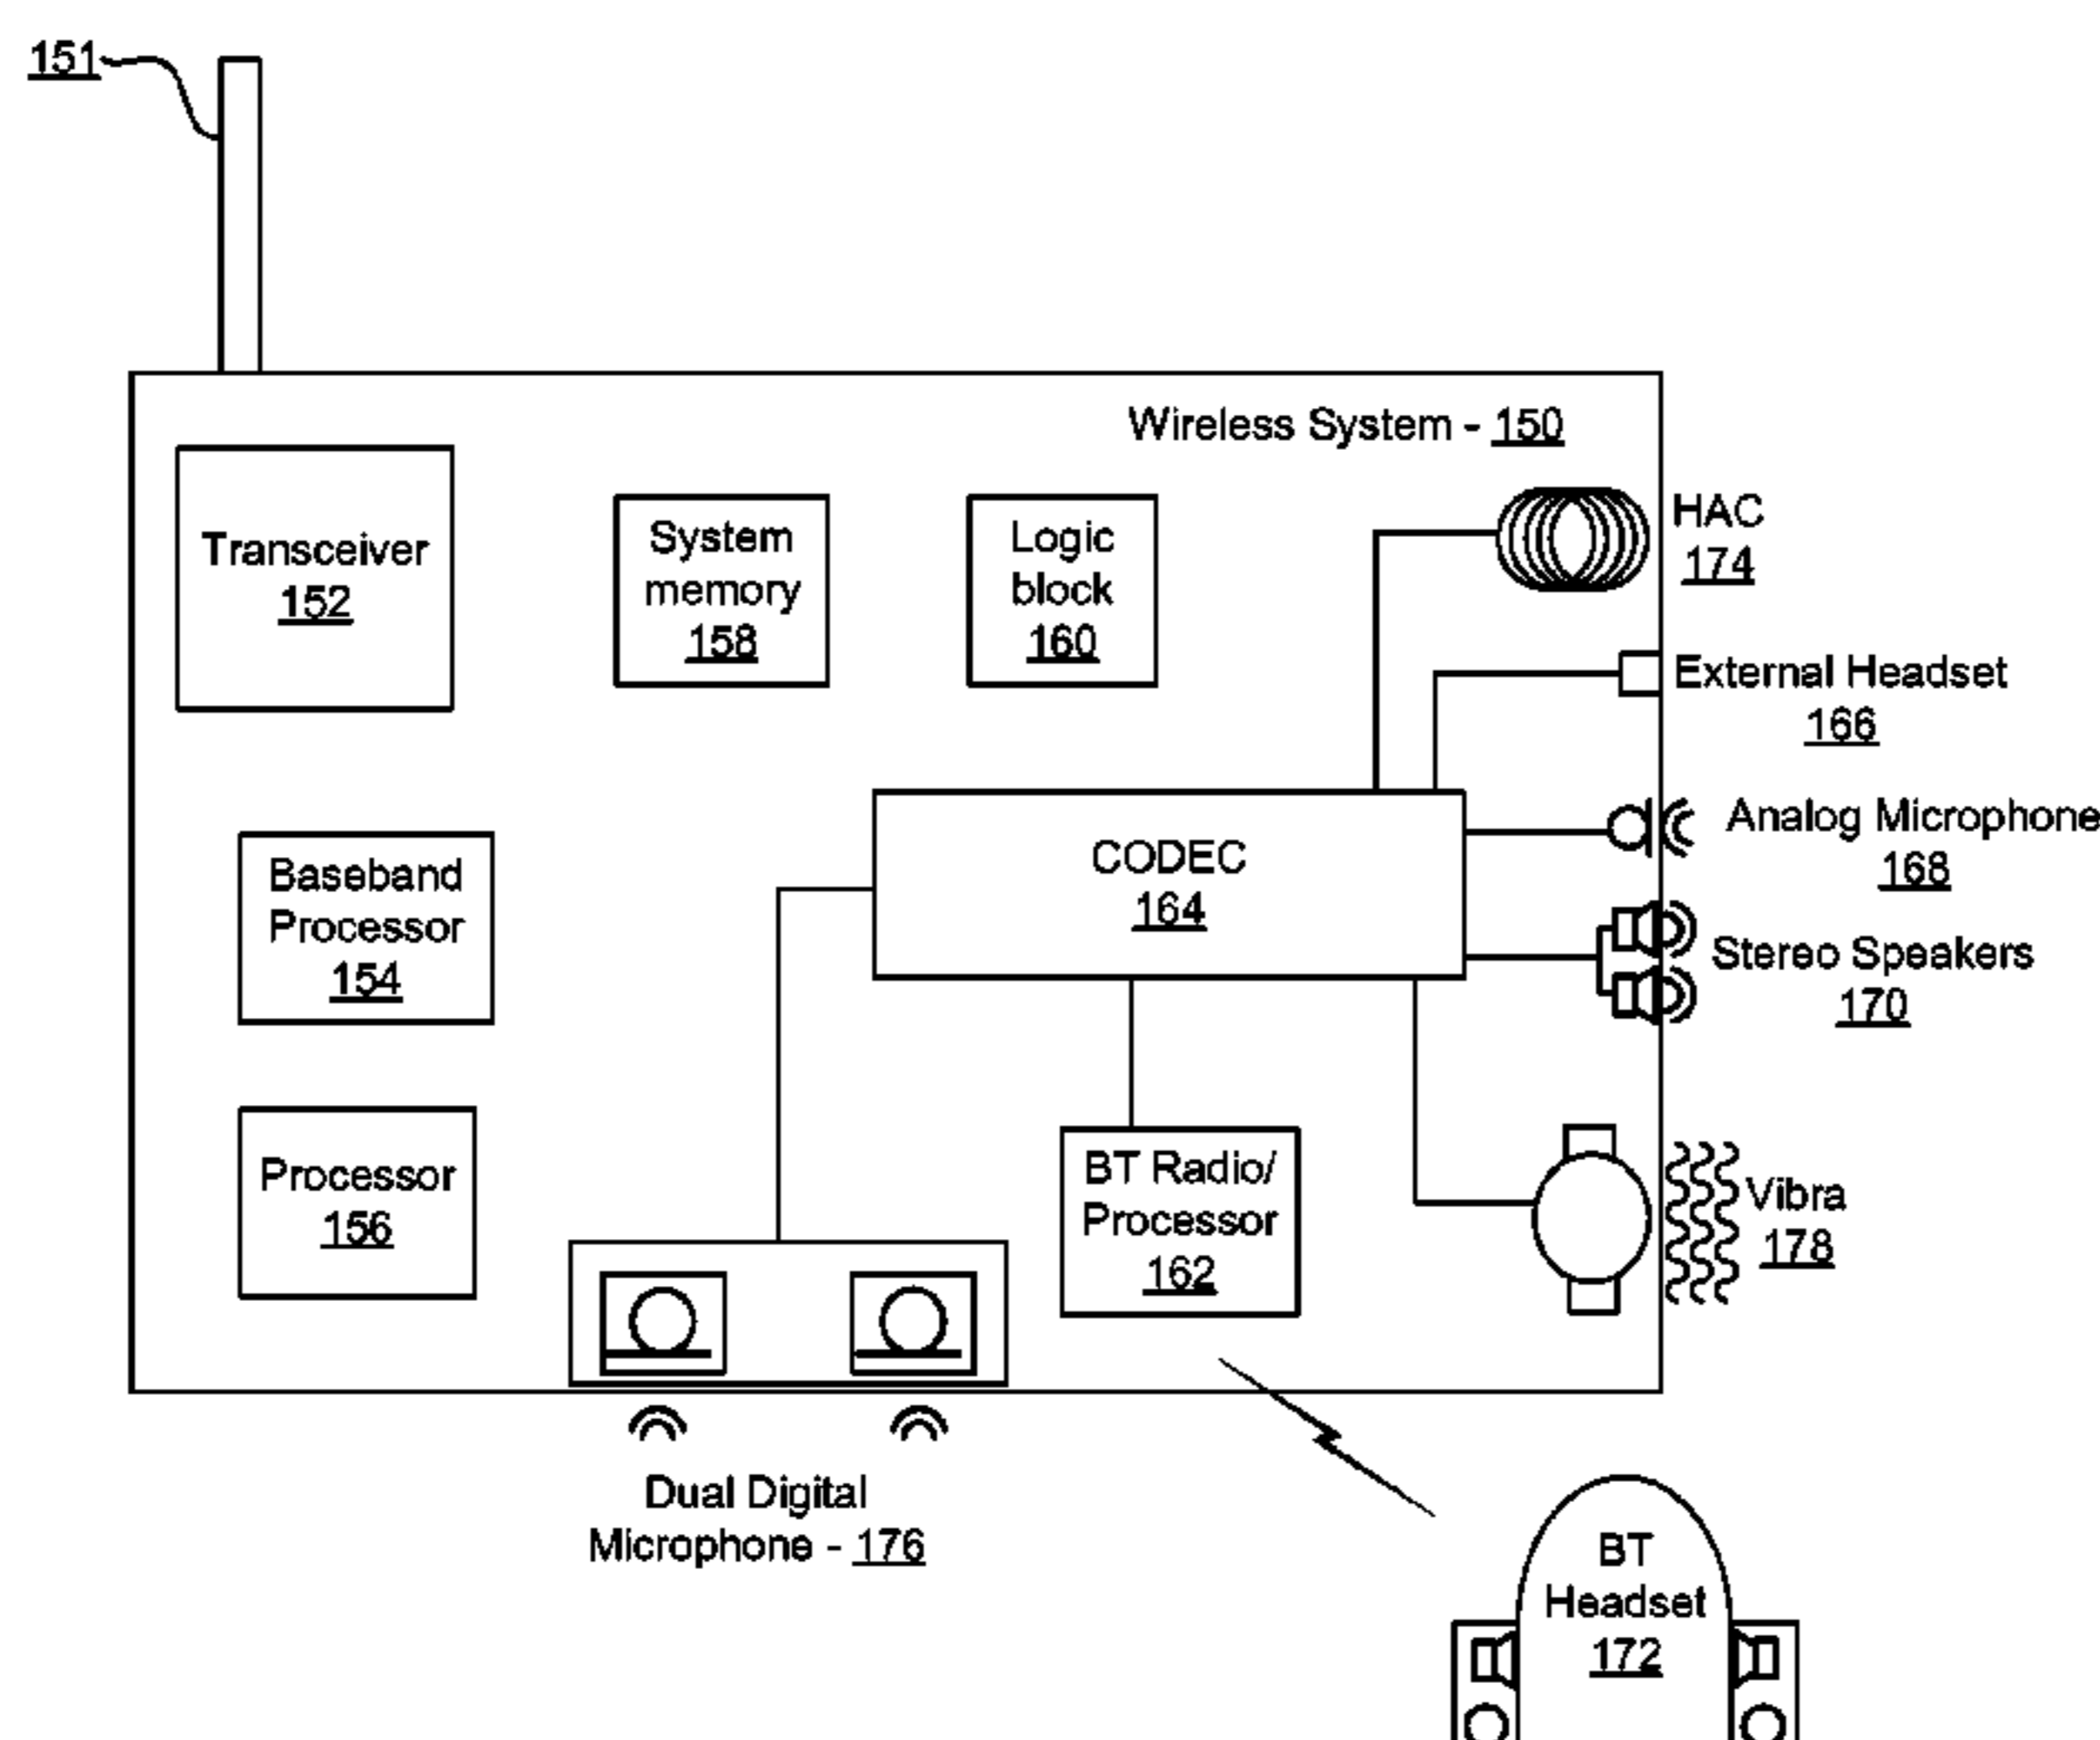 151
Wireless System - 150
Transceiver
152
System
memory
158
Logic
block
160
HAC
174
External Headset
166
Analog Microphone
168
CODEC
164
Stereo Speakers
170
Baseband
Processor
154
Processor
156
BT Radio/
Processor
162
Vibra
178
Dual Digital
Microphone - 176
BT
Headset
172